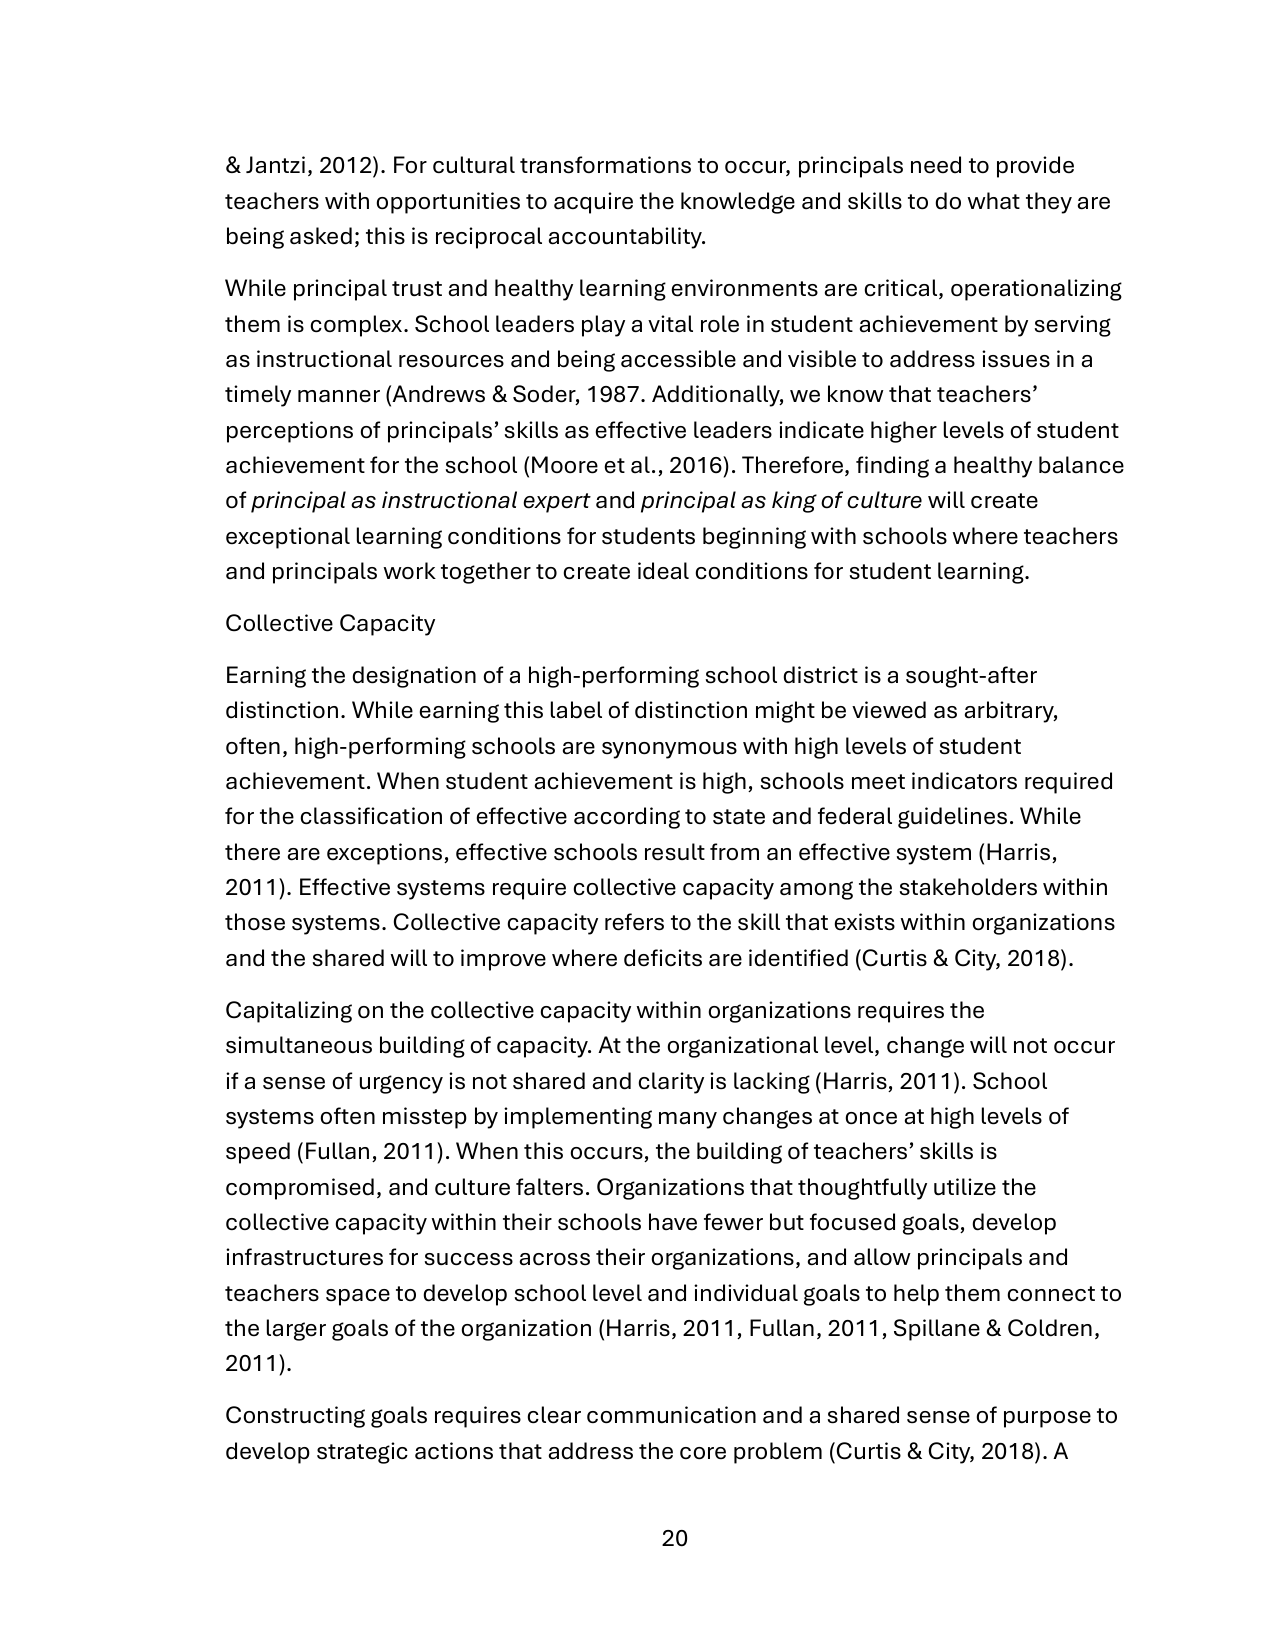 & Jantzi, 2012). For cultural transformations to occur, principals need to provide
teachers with opportunities to acquire the knowledge and skills to do what they are
being asked; this is reciprocal accountability.
While principal trust and healthy learning environments are critical, operationalizing
them is complex. School leaders play a vital role in student achievement by serving
as instructional resources and being accessible and visible to address issues in a
timely manner (Andrews & Soder, 1987. Additionally, we know that teachers’
perceptions of principals’ skills as effective leaders indicate higher levels of student
achievement for the school (Moore et al., 2016). Therefore, finding a healthy balance
of principal as instructional expert and principal as king of culture will create
exceptional learning conditions for students beginning with schools where teachers
and principals work together to create ideal conditions for student learning.
Collective Capacity
Earning the designation of a high-performing school district is a sought-after
distinction. While earning this label of distinction might be viewed as arbitrary,
often, high-performing schools are synonymous with high levels of student
achievement. When student achievement is high, schools meet indicators required
for the classification of effective according to state and federal guidelines. While
there are exceptions, effective schools result from an effective system (Harris,
2011). Effective systems require collective capacity among the stakeholders within
those systems. Collective capacity refers to the skill that exists within organizations
and the shared will to improve where deficits are identified (Curtis & City, 2018).
Capitalizing on the collective capacity within organizations requires the
simultaneous building of capacity. At the organizational level, change will not occur
if a sense of urgency is not shared and clarity is lacking (Harris, 2011). School
systems often misstep by implementing many changes at once at high levels of
speed (Fullan, 2011). When this occurs, the building of teachers’ skills is
compromised, and culture falters. Organizations that thoughtfully utilize the
collective capacity within their schools have fewer but focused goals, develop
infrastructures for success across their organizations, and allow principals and
teachers space to develop school level and individual goals to help them connect to
the larger goals of the organization (Harris, 2011, Fullan, 2011, Spillane & Coldren,
2011).
Constructing goals requires clear communication and a shared sense of purpose to
develop strategic actions that address the core problem (Curtis & City, 2018). A
20